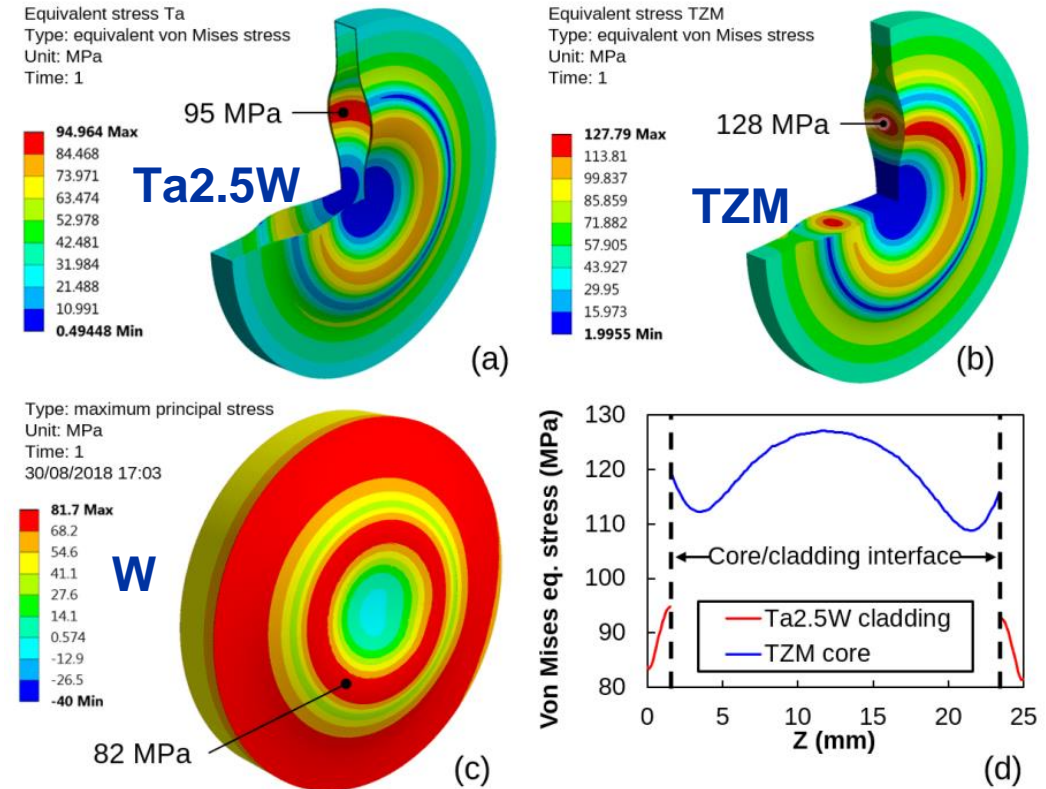 Equivalent stress Ta
Type: equivalent von Mises stress
Unit: MPa
Time: 1
95 MPa
94.964 Max
84.468
73.971
63.474
52.978
42.481
31.984
21.488
10.991
0.49448 Min
Ta2.5W
(a)
Equivalent stress TZM
Type: equivalent von Mises stress
Unit: MPa
Time: 1
128 MPa
127.79 Max
113.81
99.837
85.859
71.882
57.905
43.927
29.95
15.973
1.9955 Min
TZM
(b)
Type: maximum principal stress
Unit: MPa
Time: 1
30/08/2018 17:03
81.7 Max
68.2
54.6
41.1
27.6
14.1
0.574
-12.9
-26.5
-40 Min
W
82 MPa
(c)
Von Mises eq. stress (MPa)
130
120
110
100
90
80
Core/cladding interface
Ta2.5W cladding
TZM core
0 5 10 15 20 25
Z (mm)
(d)